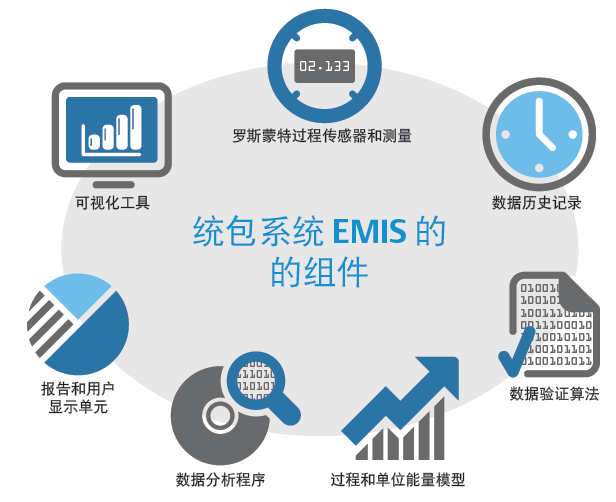 02.133
罗斯蒙特过程传感器和测量
可视化工具
数据历史记录
统包系统 EMIS 的
的组件
报告和用户
显示单元
数据分析程序
过程和单位能量模型
数据验证算法